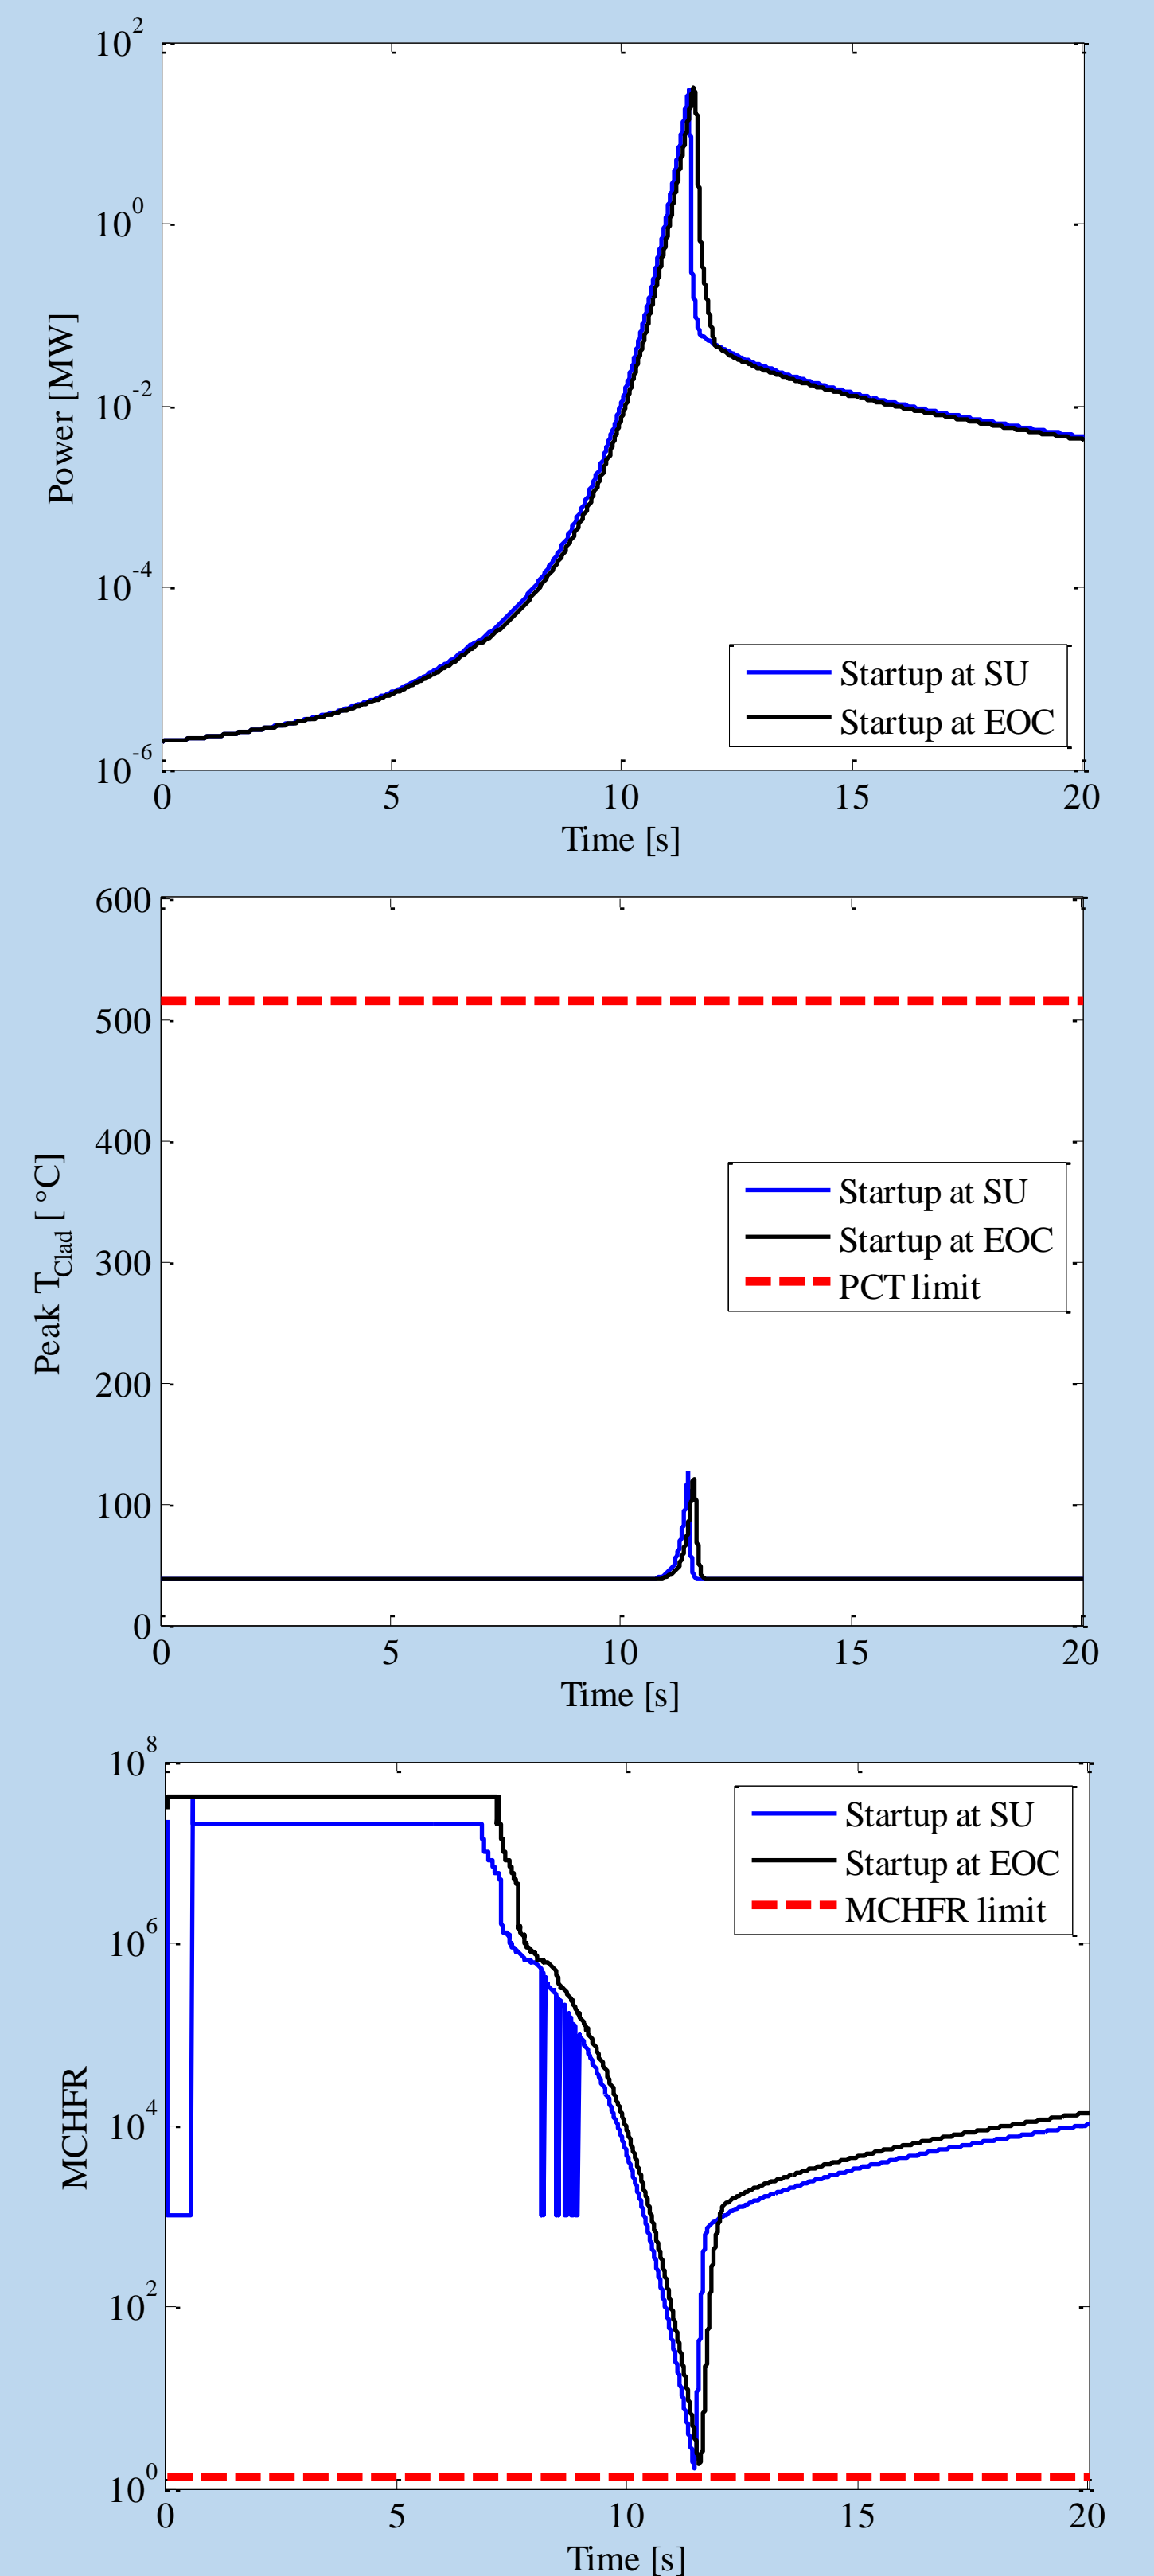 10^2
10^0
10^-2
10^-4
10^-6
Power [MW]
Startup at SU
Startup at EOC
0 5 10 15 20
Time [s]
600
500
400
300
200
100
0
Peak T_Clad [ °C]
Startup at SU
Startup at EOC
PCT limit
0 5 10 15 20
Time [s]
10^8
10^6
10^4
10^2
10^0
MCHFR
Startup at SU
Startup at EOC
MCHFR limit
0 5 10 15 20
Time [s]